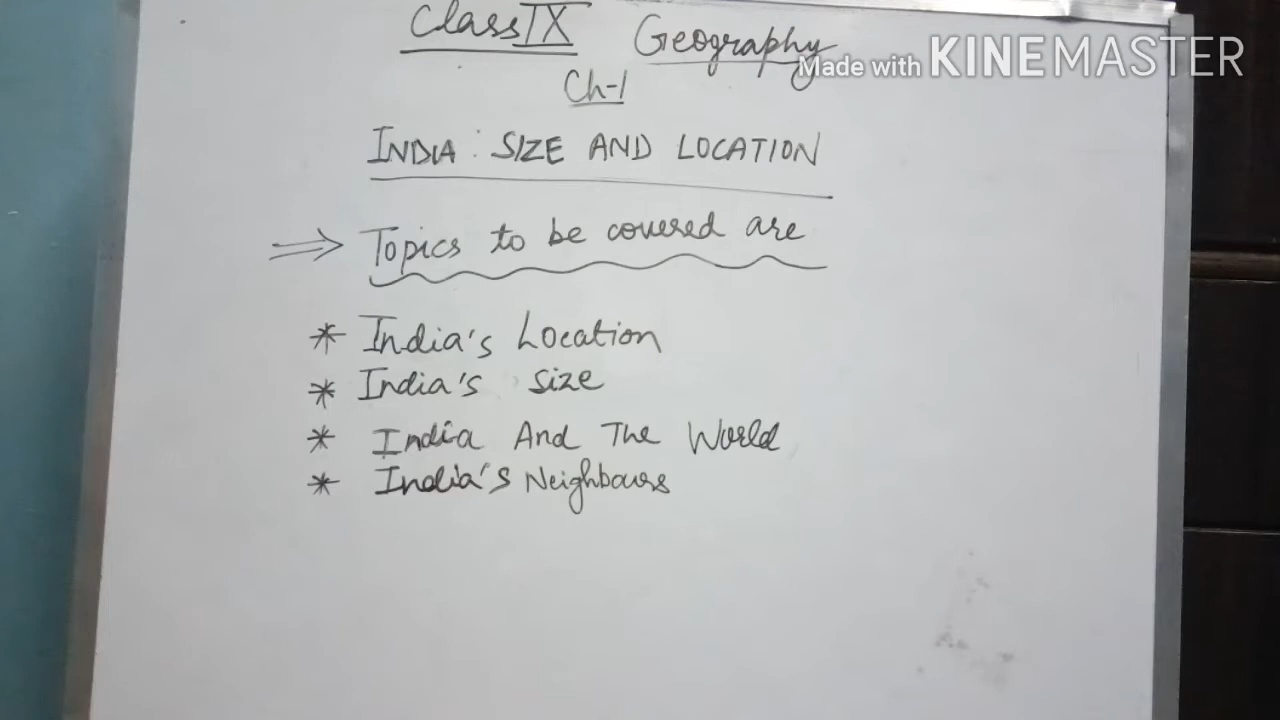 Class IX Geography
Made with KINEMASTER
Ch-1
INDIA : SIZE AND LOCATION
⇒ Topics to be covered are
* India's Location
* India's size
* India And The World
* India's Neighbours